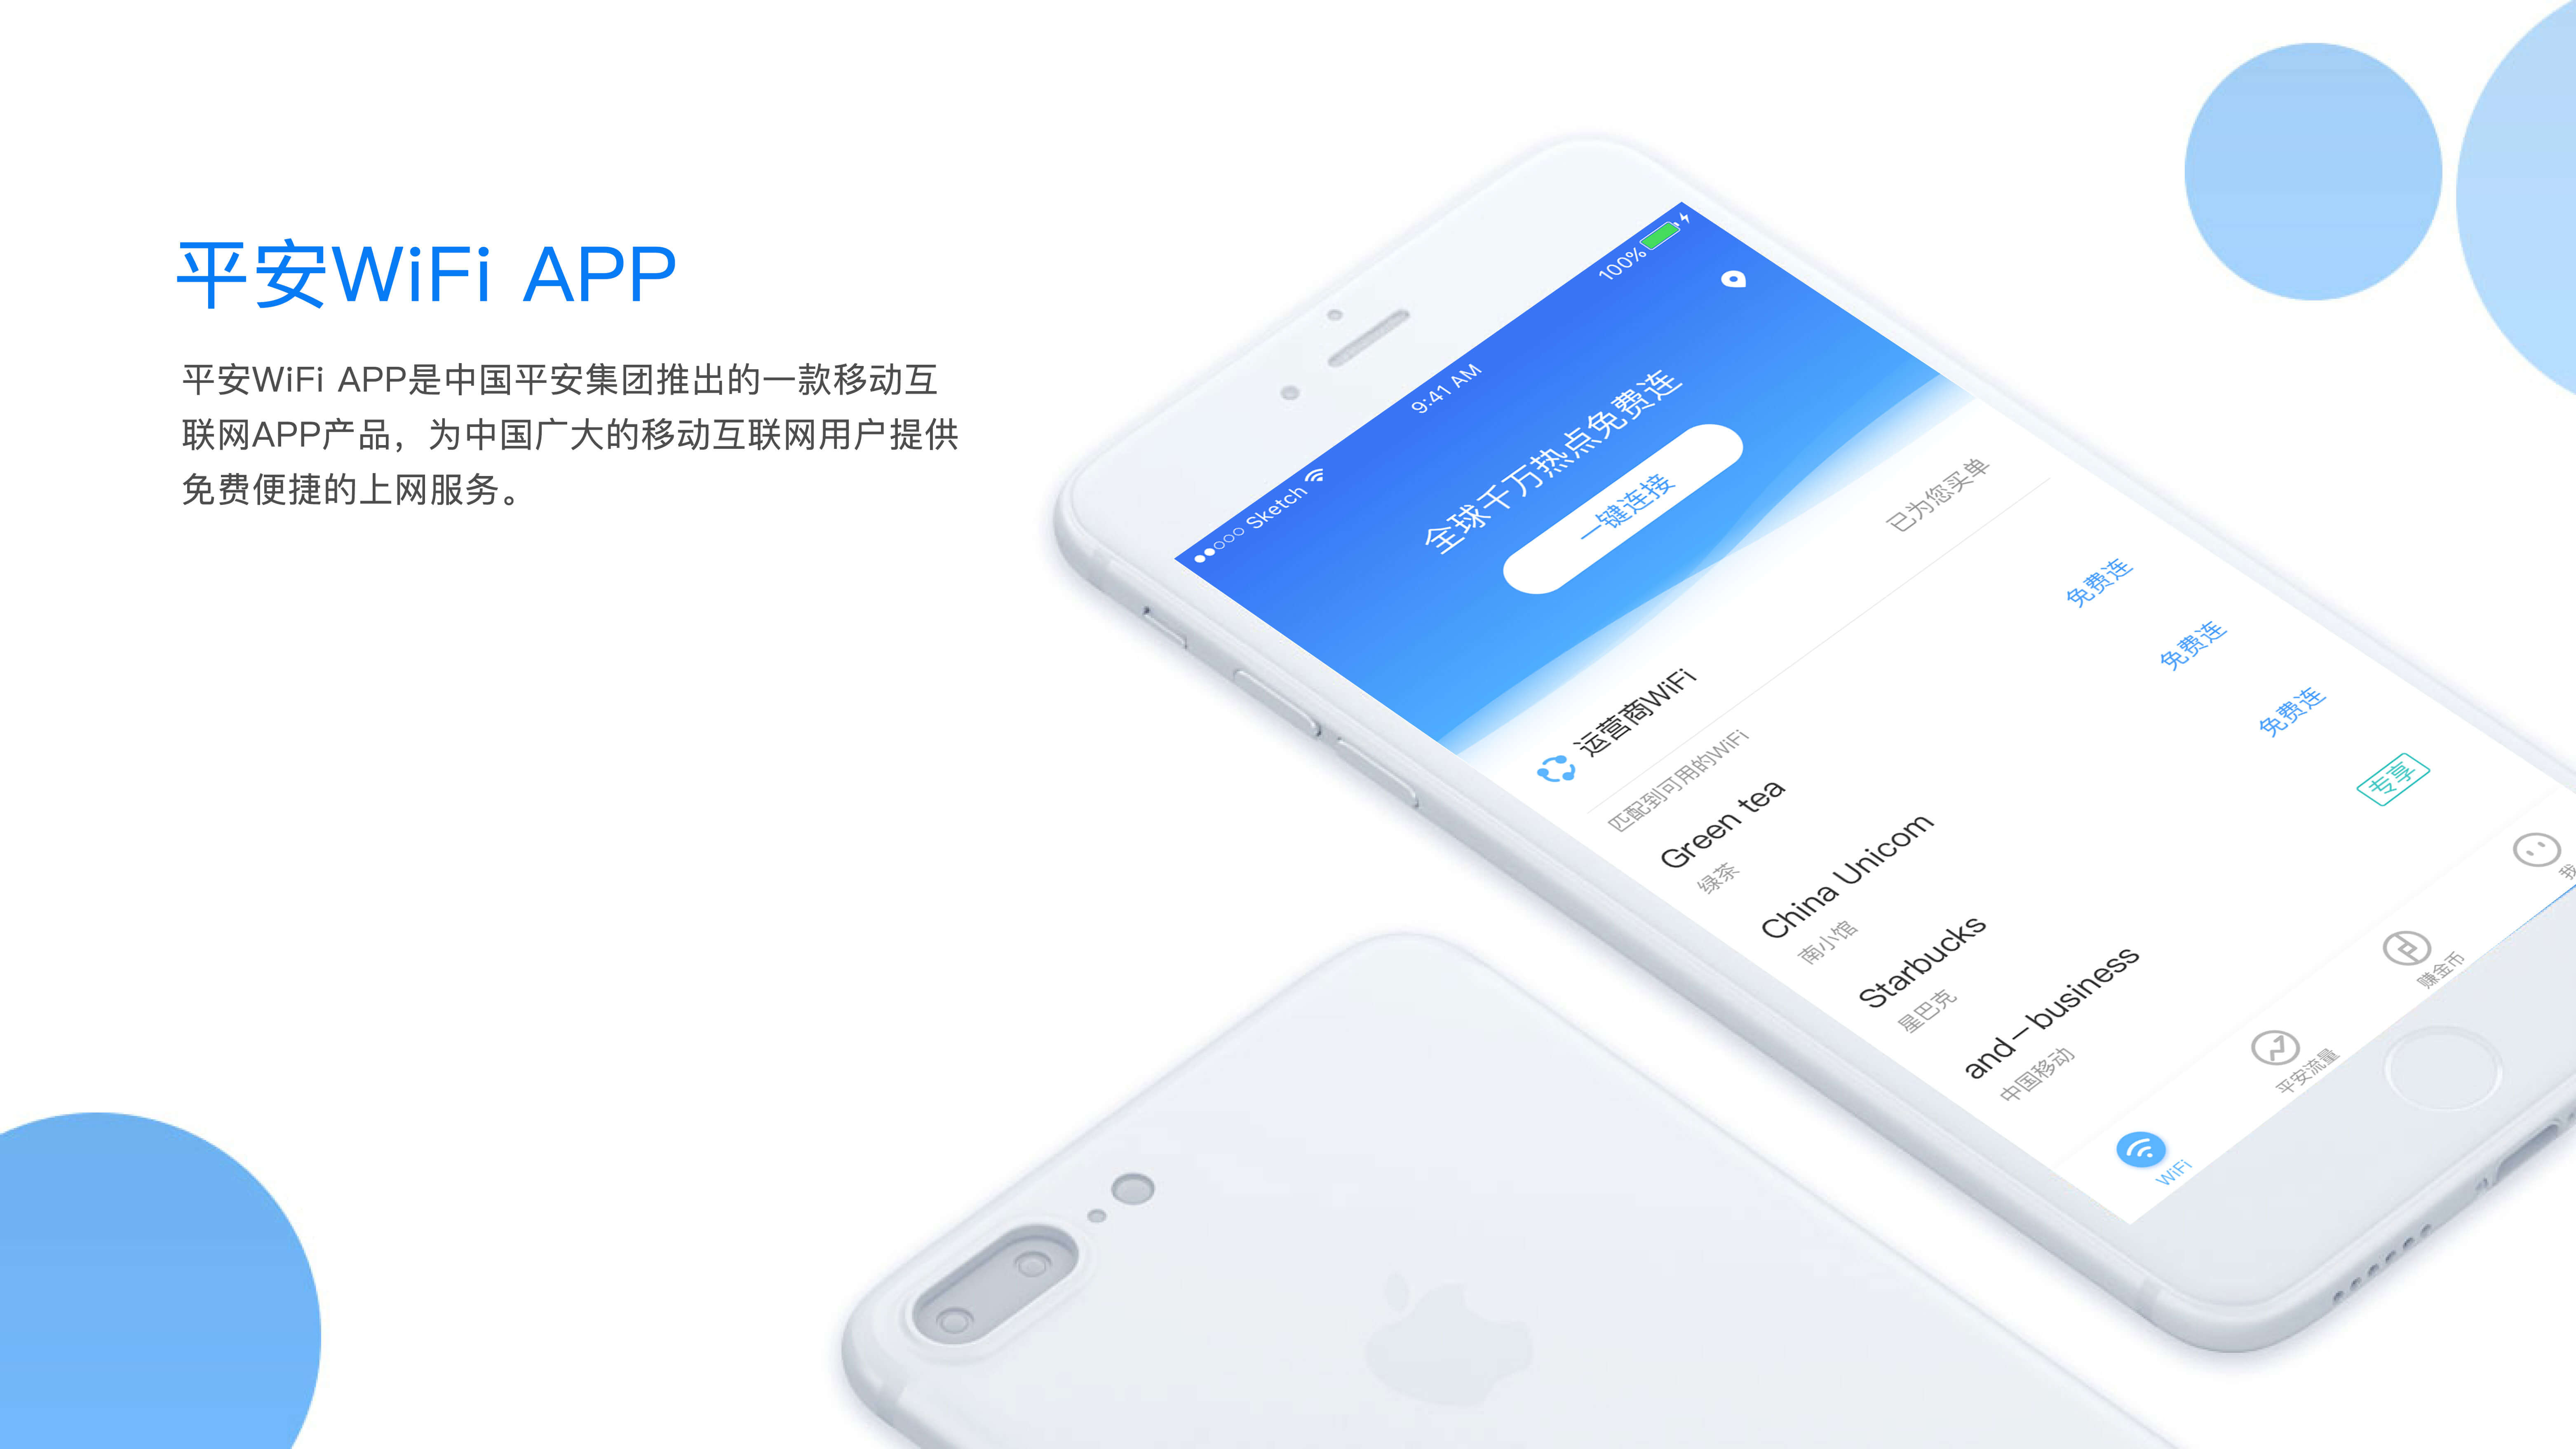 平安WiFi APP
平安WiFi APP是中国平安集团推出的一款移动互
联网APP产品，为中国广大的移动互联网用户提供
免费便捷的上网服务。
Sketch
9:41 AM
100%
全球千万热点免费连
一键连接
运营商WiFi
已为您买单
匹配到可用的WiFi
Green tea
绿茶
免费连
China Unicom
南小馆
免费连
Starbucks
星巴克
免费连
and－business
中国移动
专享
WiFi
平安流量
赚金币
我